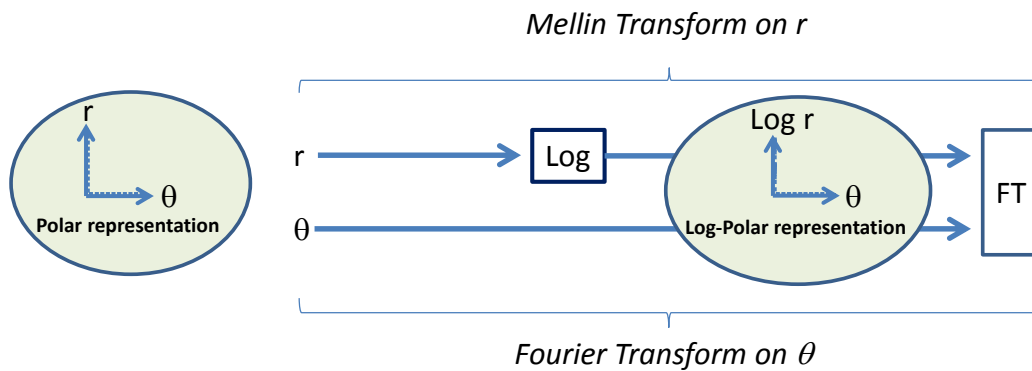 Mellin Transform on r
r
θ
Polar representation
r
Log
Log r
θ
Log-Polar representation
θ
FT
Fourier Transform on θ